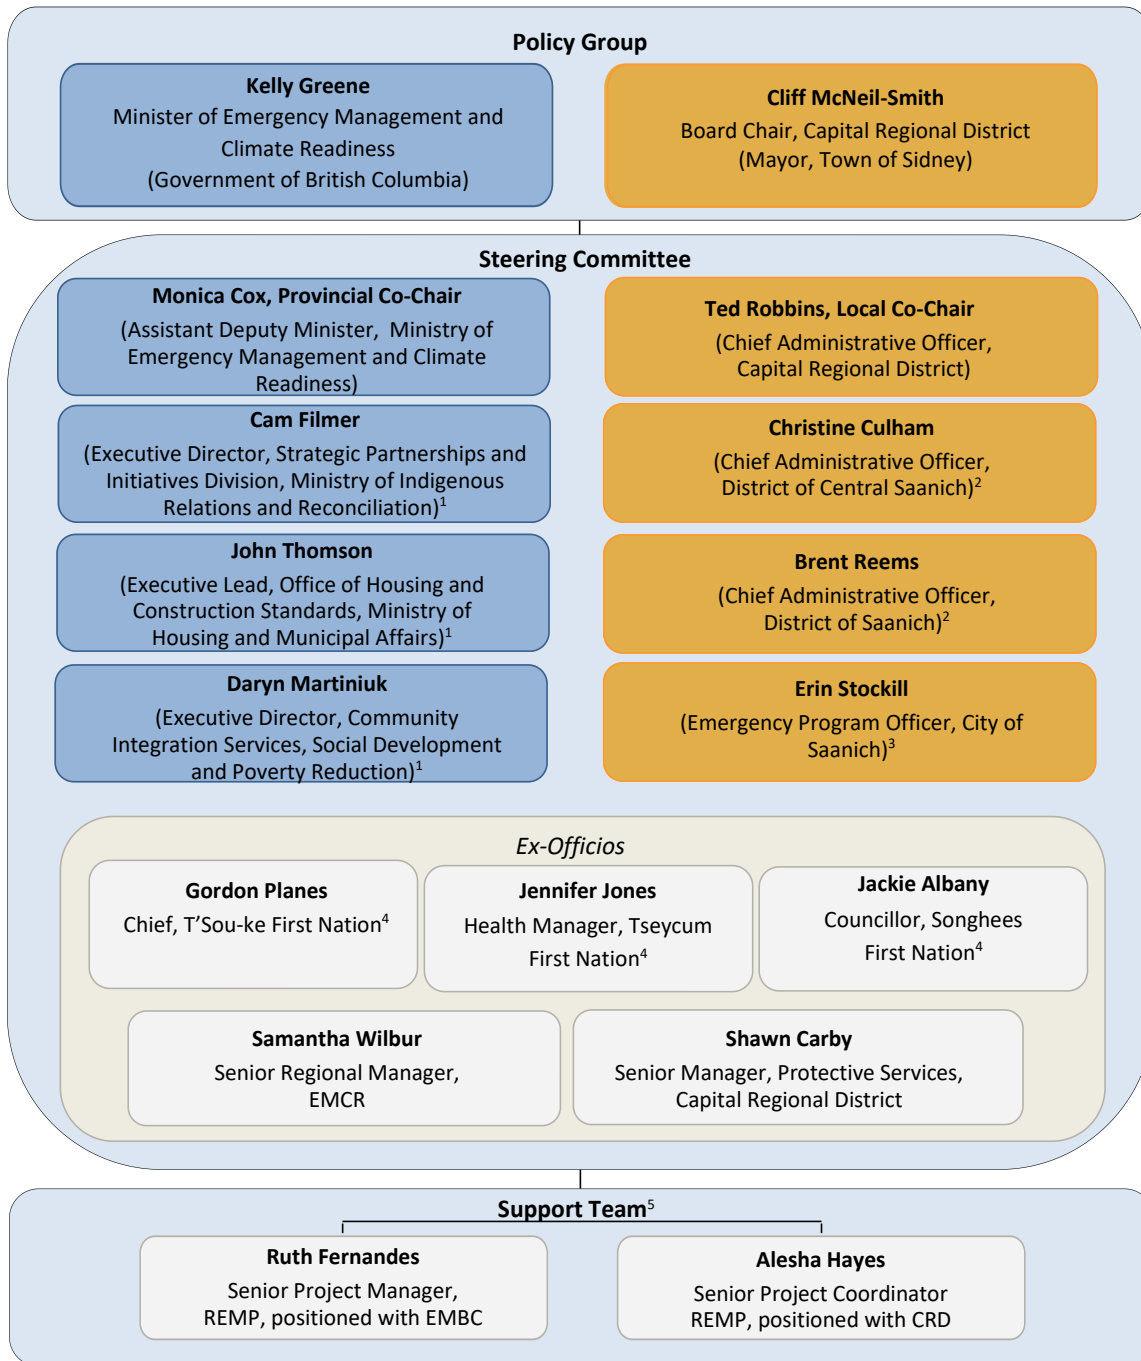 Policy Group
Kelly Greene
Minister of Emergency Management and
Climate Readiness
(Government of British Columbia)
Cliff McNeil-Smith
Board Chair, Capital Regional District
(Mayor, Town of Sidney)
Steering Committee
Monica Cox, Provincial Co-Chair
(Assistant Deputy Minister, Ministry of
Emergency Management and Climate
Readiness)
Ted Robbins, Local Co-Chair
(Chief Administrative Officer,
Capital Regional District)
Cam Filmer
(Executive Director, Strategic Partnerships and
Initiatives Division, Ministry of Indigenous
Relations and Reconciliation)1
Christine Culham
(Chief Administrative Officer,
District of Central Saanich)2
John Thomson
(Executive Lead, Office of Housing and
Construction Standards, Ministry of
Housing and Municipal Affairs)1
Brent Reems
(Chief Administrative Officer,
District of Saanich)2
Daryn Martiniuk
(Executive Director, Community
Integration Services, Social Development
and Poverty Reduction)1
Erin Stockill
(Emergency Program Officer, City of
Saanich)3
Ex-Officios
Gordon Planes
Chief, T’Sou-ke First Nation4
Jennifer Jones
Health Manager, Tseycum
First Nation4
Jackie Albany
Councillor, Songhees
First Nation4
Samantha Wilbur
Senior Regional Manager,
EMCR
Shawn Carby
Senior Manager, Protective Services,
Capital Regional District
Support Team5
Ruth Fernandes
Senior Project Manager,
REMP, positioned with EMBC
Alesha Hayes
Senior Project Coordinator
REMP, positioned with CRD